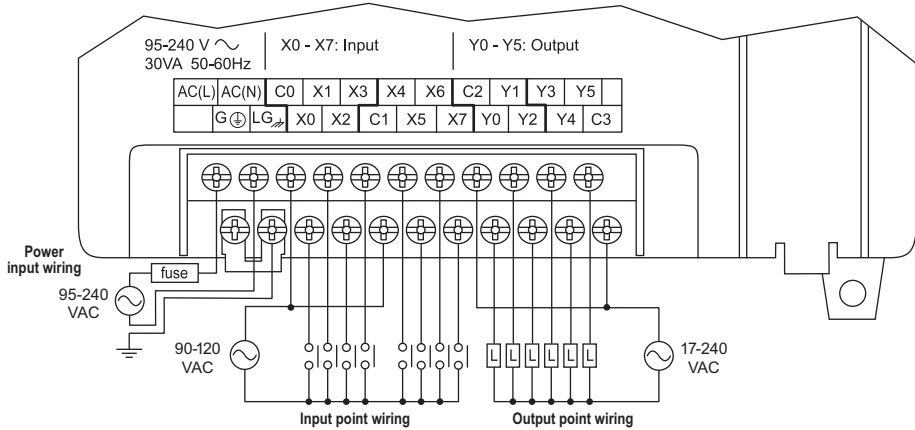 95-240 V ∿
30VA 50-60Hz
X0 - X7: Input
Y0 - Y5: Output
AC(L) AC(N) C0 X1 X3 X4 X6 C2 Y1 Y3 Y5
G LG X0 X2 C1 X5 X7 Y0 Y2 Y4 C3
Power
input wiring
fuse
95-240
VAC
90-120
VAC
L L L L L L
17-240
VAC
Input point wiring
Output point wiring